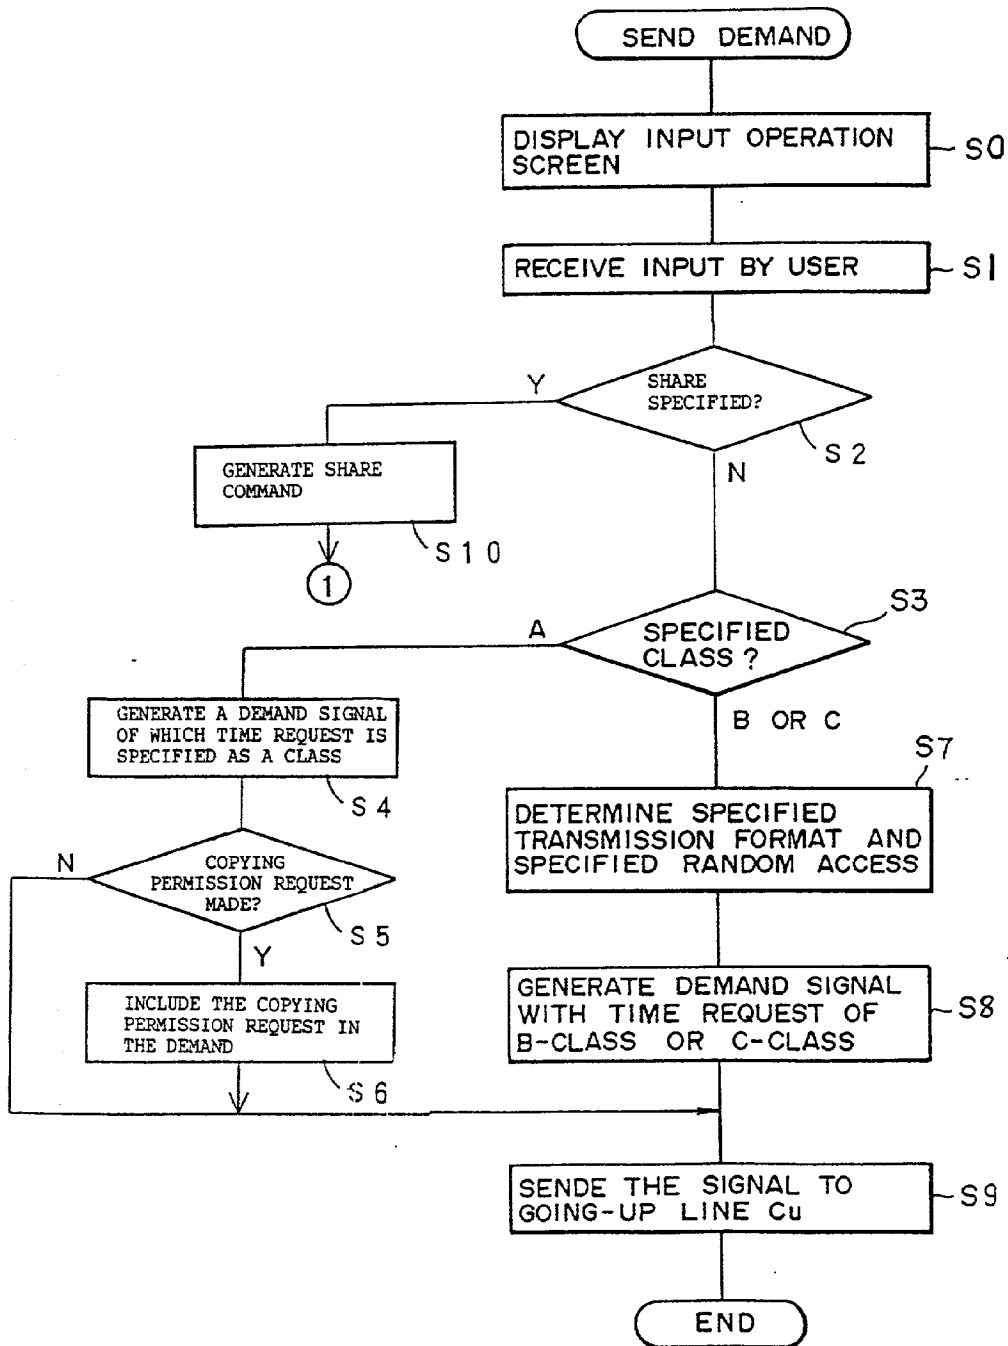 SEND DEMAND
DISPLAY INPUT OPERATION
SCREEN
S0
RECEIVE INPUT BY USER
S1
Y
SHARE
SPECIFIED?
S2
N
GENERATE SHARE
COMMAND
S10
1
A
SPECIFIED
CLASS?
S3
B OR C
GENERATE A DEMAND SIGNAL
OF WHICH TIME REQUEST IS
SPECIFIED AS A CLASS
S4
S7
DETERMINE SPECIFIED
TRANSMISSION FORMAT AND
SPECIFIED RANDOM ACCESS
N
COPYING
PERMISSION REQUEST
MADE?
S5
Y
INCLUDE THE COPYING
PERMISSION REQUEST IN
THE DEMAND
S6
GENERATE DEMAND SIGNAL
WITH TIME REQUEST OF
B-CLASS OR C-CLASS
S8
SENDE THE SIGNAL TO
GOING-UP LINE Cu
S9
END